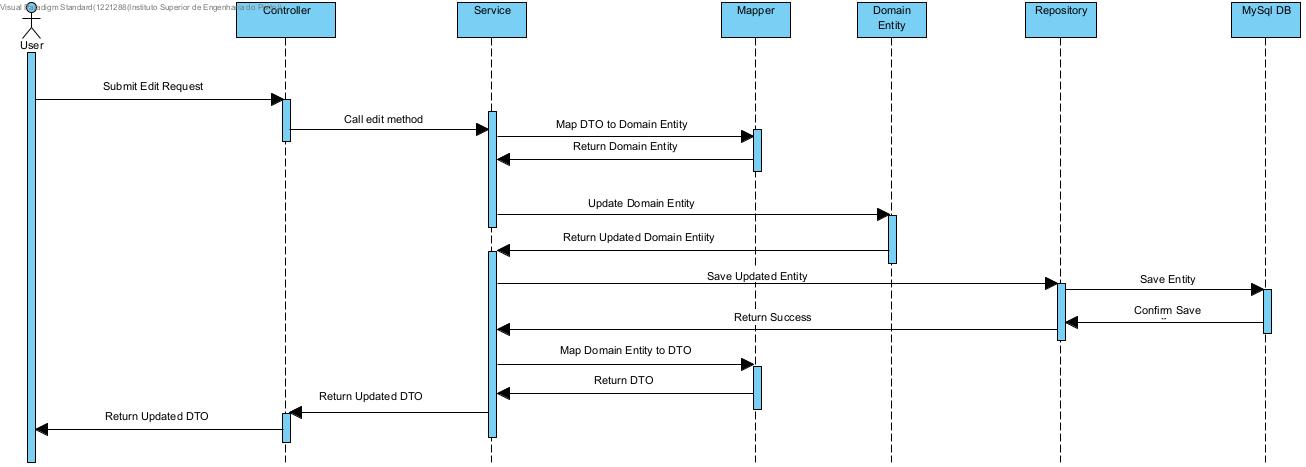 Visual Paradigm Standard(1221288(Instituto Superior de Engenharia do Porto))
User
Controller
Service
Mapper
Domain
Entity
Repository
MySql DB
Submit Edit Request
Call edit method
Map DTO to Domain Entity
Return Domain Entity
Update Domain Entity
Return Updated Domain Entiity
Save Updated Entity
Save Entity
Confirm Save
Return Success
Map Domain Entity to DTO
Return DTO
Return Updated DTO
Return Updated DTO